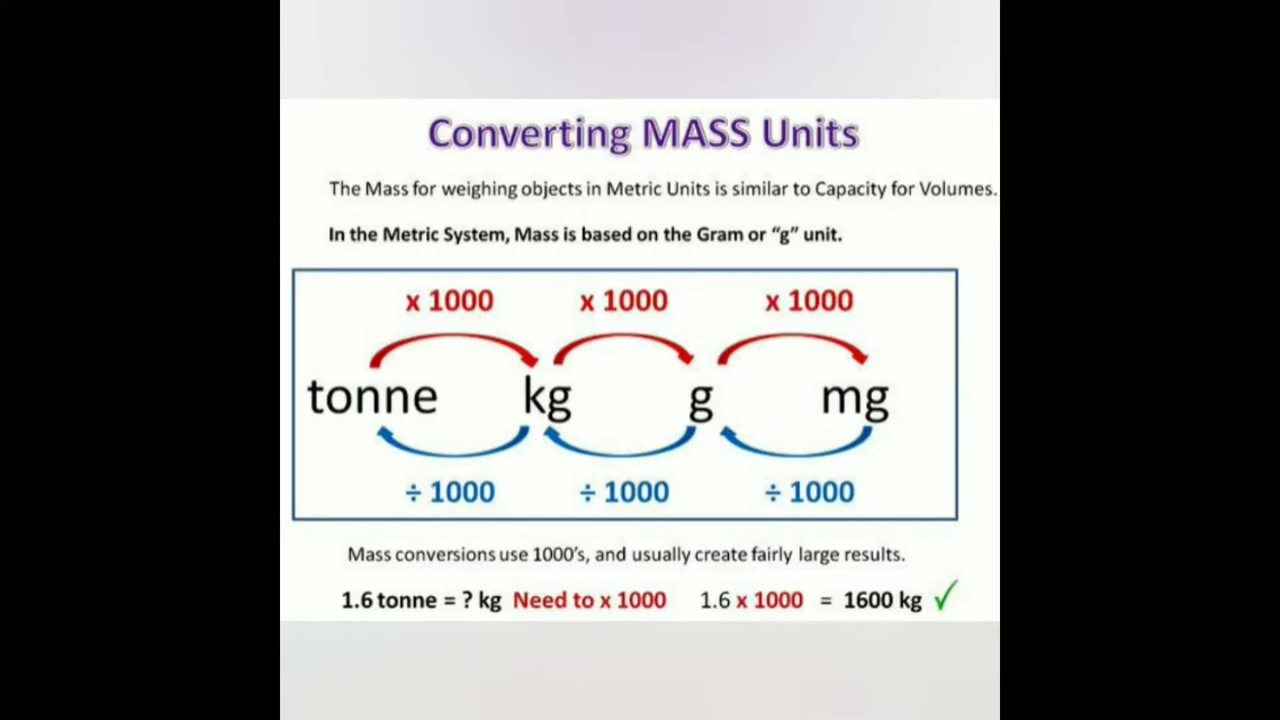 Converting MASS Units
The Mass for weighing objects in Metric Units is similar to Capacity for Volumes.
In the Metric System, Mass is based on the Gram or “g” unit.
x 1000 x 1000 x 1000
tonne kg g mg
÷ 1000 ÷ 1000 ÷ 1000
Mass conversions use 1000’s, and usually create fairly large results.
1.6 tonne = ? kg Need to x 1000 1.6 x 1000 = 1600 kg ✓